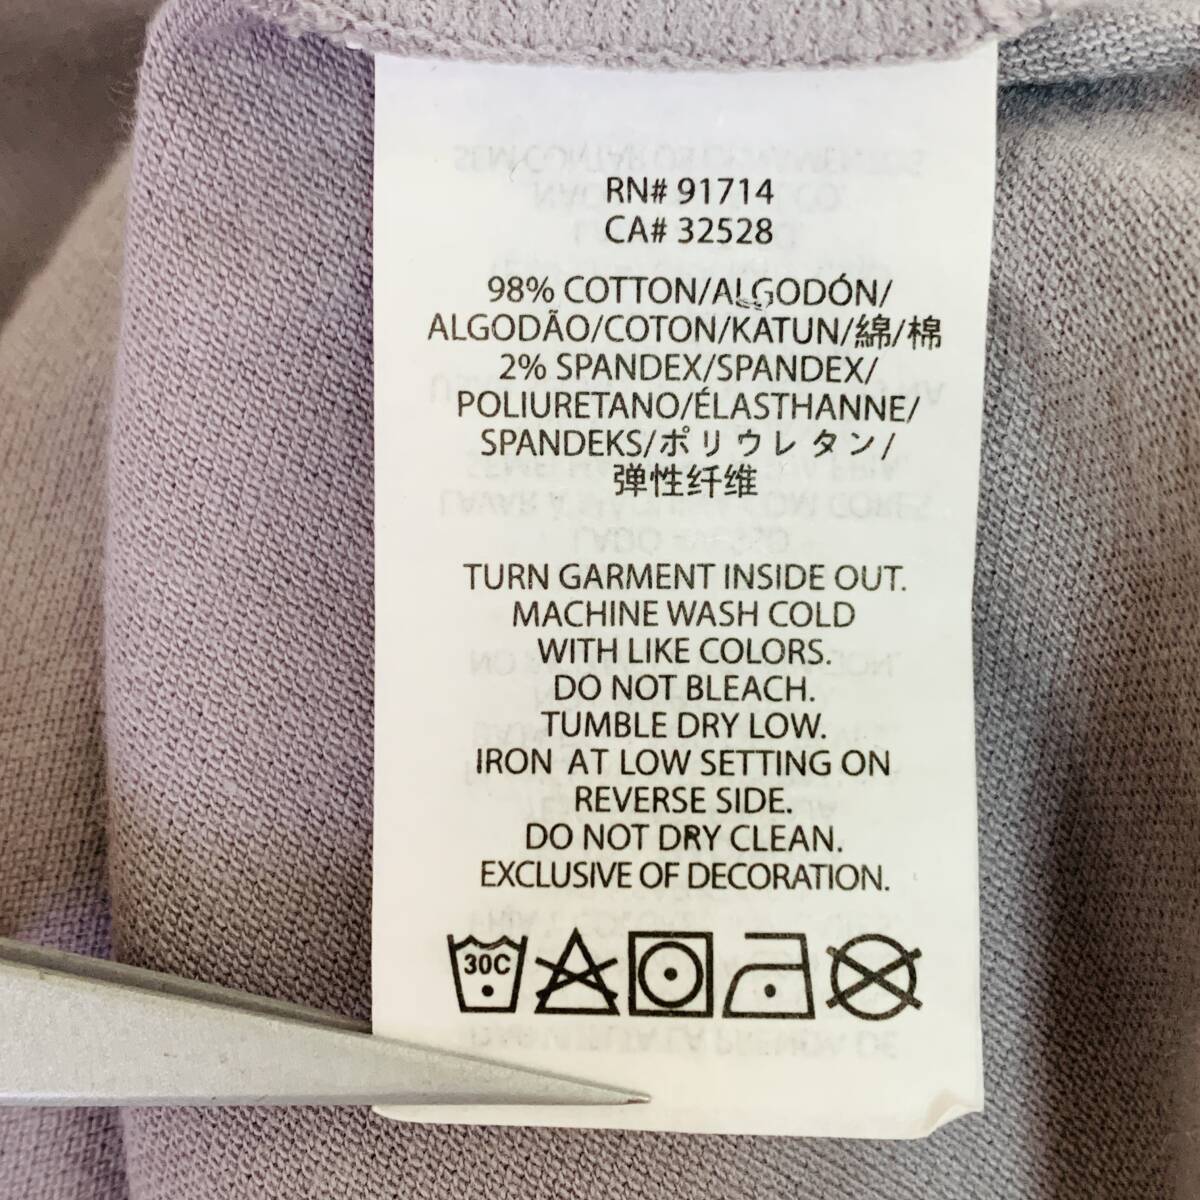 RN# 91714
CA# 32528
98% COTTON/ALGODÓN/
ALGODÃO/COTON/KATUN/綿/棉
2% SPANDEX/SPANDEX/
POLIURETANO/ÉLASTHANNE/
SPANDEKS/ポリウレタン/
弹性纤维
TURN GARMENT INSIDE OUT.
MACHINE WASH COLD
WITH LIKE COLORS.
DO NOT BLEACH.
TUMBLE DRY LOW.
IRON AT LOW SETTING ON
REVERSE SIDE.
DO NOT DRY CLEAN.
EXCLUSIVE OF DECORATION.
30C